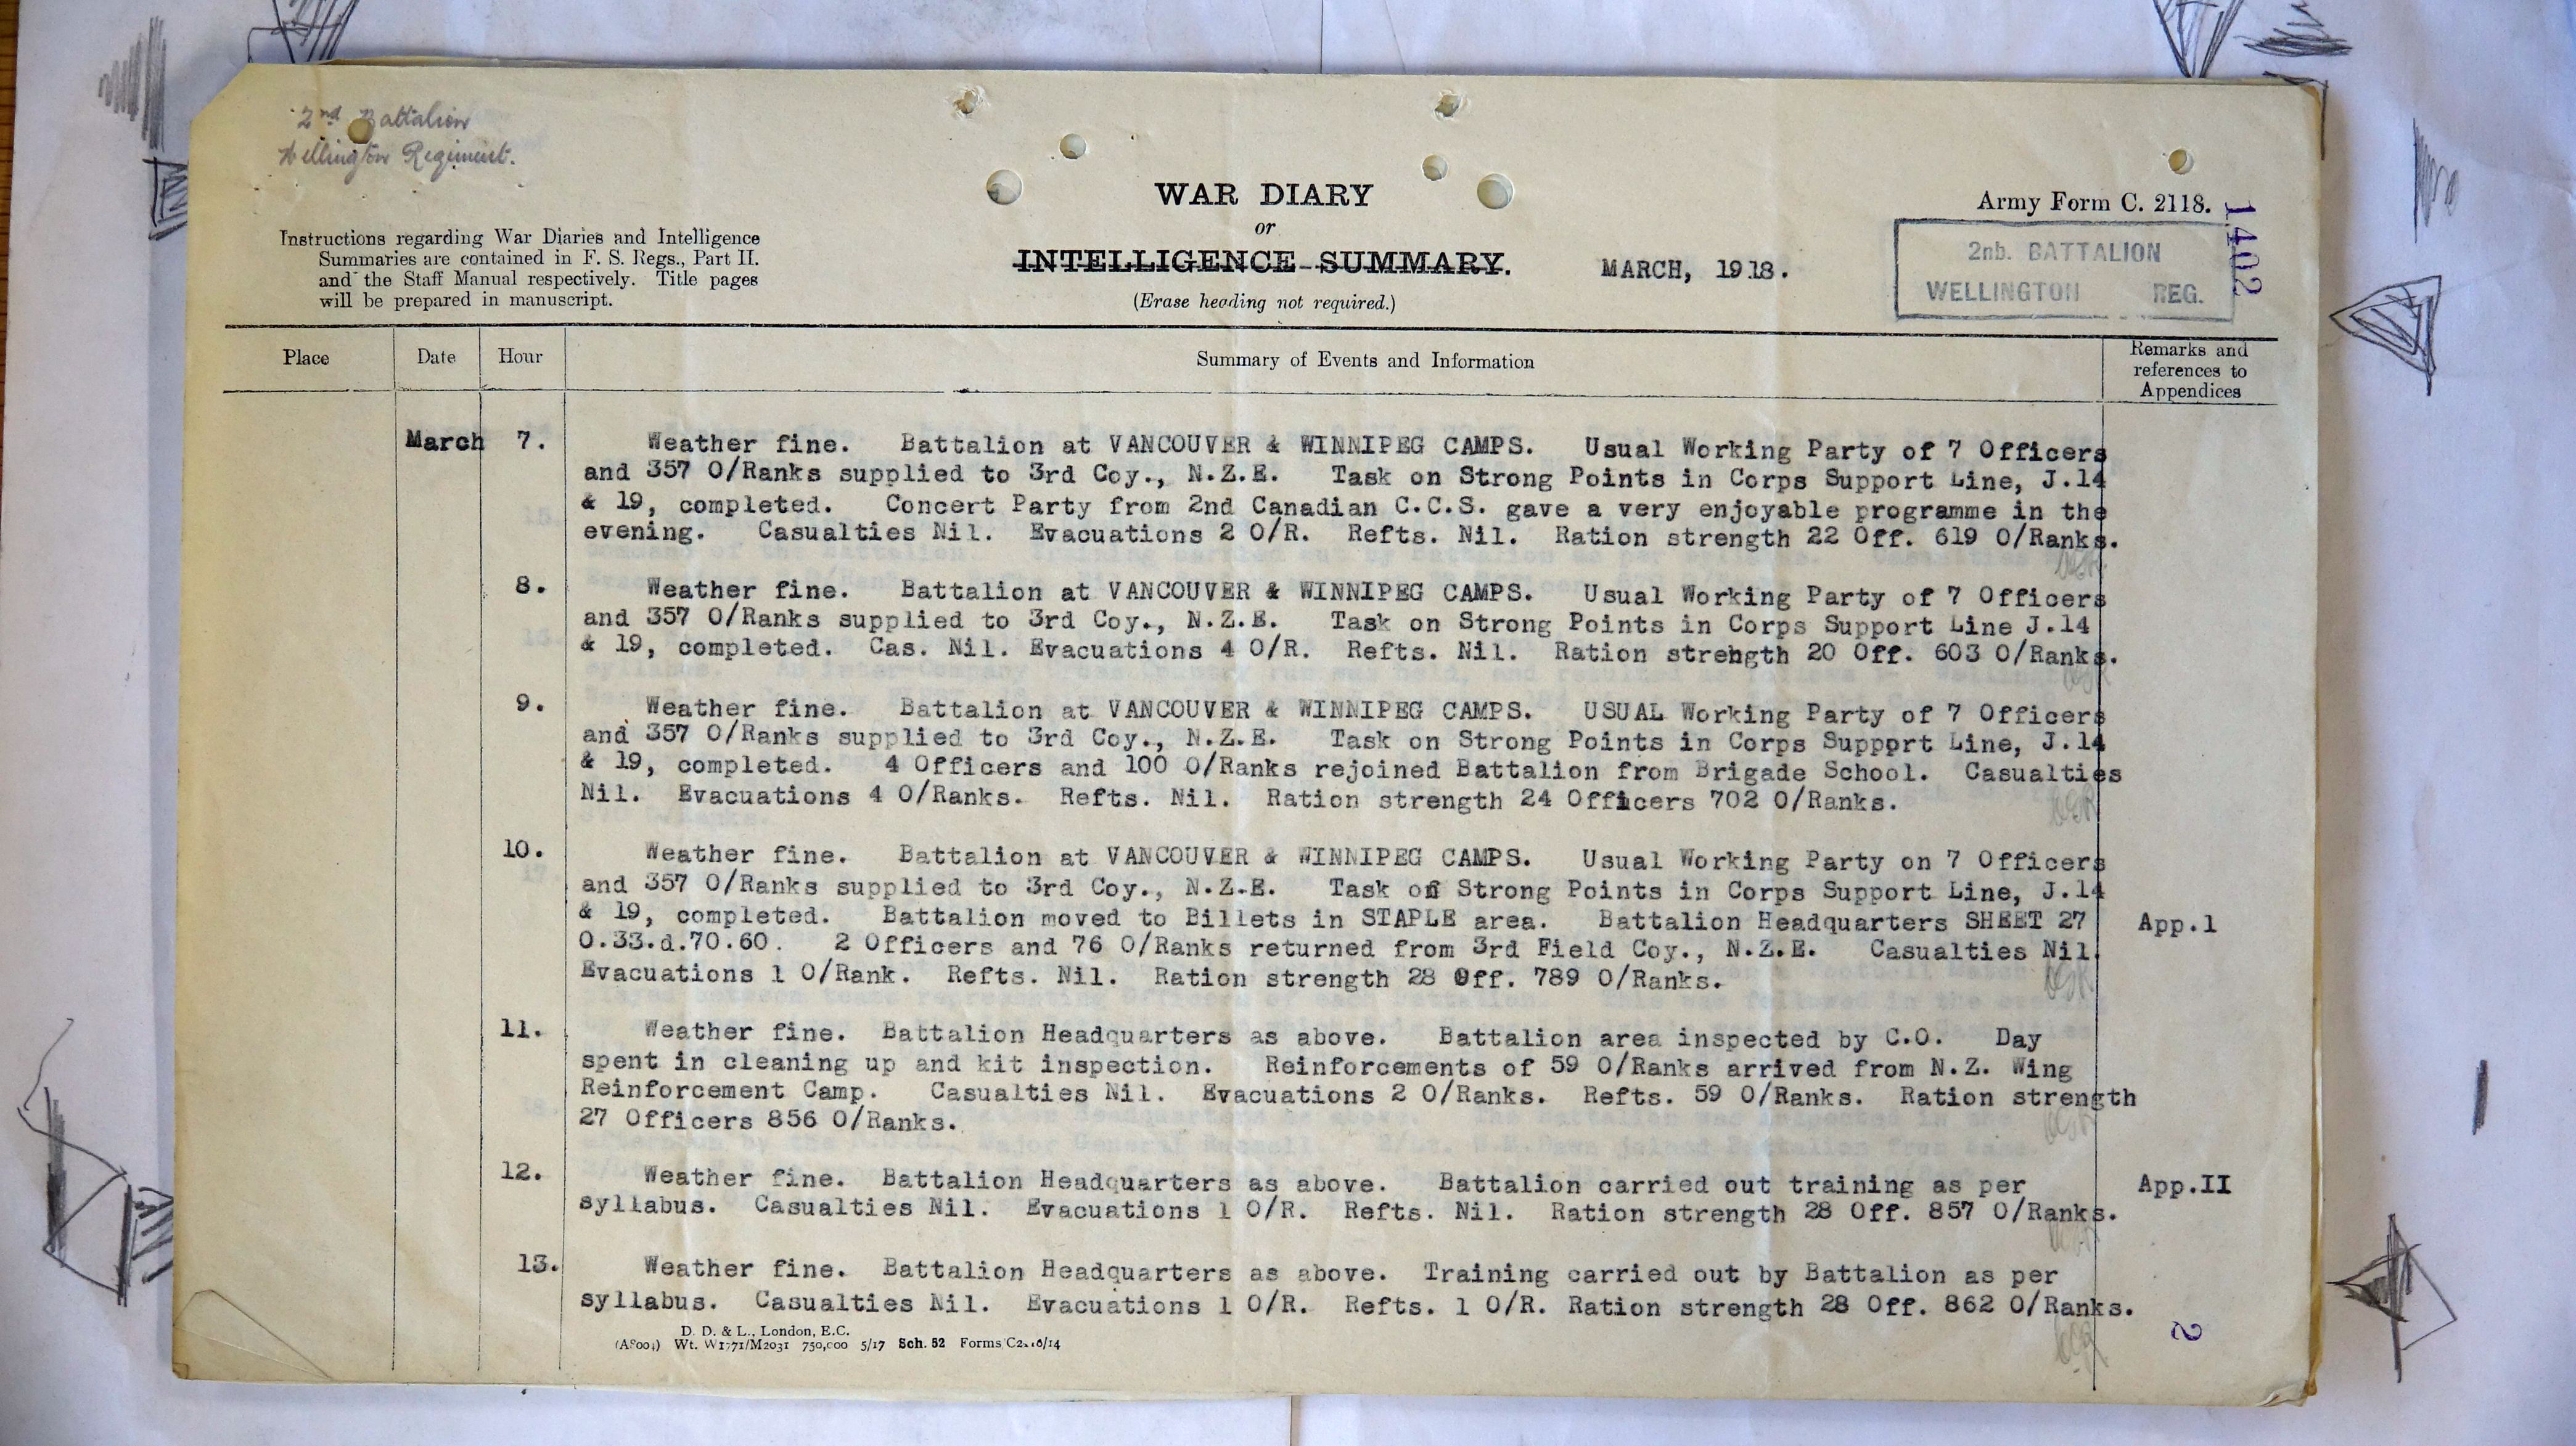 2nd Battalion
Wellington Regiment.
Instructions regarding War Diaries and Intelligence
Summaries are contained in F. S. Regs., Part II.
and the Staff Manual respectively. Title pages
will be prepared in manuscript.
WAR DIARY
or
INTELLIGENCE SUMMARY.
(Erase heading not required.)
MARCH, 1918.
Army Form C. 2118.
2nb. BATTALION
WELLINGTON REG.
1402
Place Date Hour Summary of Events and Information Remarks and
references to
Appendices
March 7. Weather fine. Battalion at VANCOUVER & WINNIPEG CAMPS. Usual Working Party of 7 Officers
and 357 O/Ranks supplied to 3rd Coy., N.Z.E. Task on Strong Points in Corps Support Line, J.14
& 19, completed. Concert Party from 2nd Canadian C.C.S. gave a very enjoyable programme in the
evening. Casualties Nil. Evacuations 2 O/R. Refts. Nil. Ration strength 22 Off. 619 O/Ranks.
8. Weather fine. Battalion at VANCOUVER & WINNIPEG CAMPS. Usual Working Party of 7 Officers
and 357 O/Ranks supplied to 3rd Coy., N.Z.E. Task on Strong Points in Corps Support Line J.14
& 19, completed. Cas. Nil. Evacuations 4 O/R. Refts. Nil. Ration strehgth 20 Off. 603 O/Ranks.
9. Weather fine. Battalion at VANCOUVER & WINNIPEG CAMPS. USUAL Working Party of 7 Officers
and 357 O/Ranks supplied to 3rd Coy., N.Z.E. Task on Strong Points in Corps Support Line, J.14
& 19, completed. 4 Officers and 100 O/Ranks rejoined Battalion from Brigade School. Casualties
Nil. Evacuations 4 O/Ranks. Refts. Nil. Ration strength 24 Officers 702 O/Ranks.
10. Weather fine. Battalion at VANCOUVER & WINNIPEG CAMPS. Usual Working Party on 7 Officers
and 357 O/Ranks supplied to 3rd Coy., N.Z.E. Task on Strong Points in Corps Support Line, J.14
& 19, completed. Battalion moved to Billets in STAPLE area. Battalion Headquarters SHEET 27 App.1
O.33.d.70.60. 2 Officers and 76 O/Ranks returned from 3rd Field Coy., N.Z.E. Casualties Nil.
Evacuations 1 O/Rank. Refts. Nil. Ration strength 28 Off. 789 O/Ranks.
11. Weather fine. Battalion Headquarters as above. Battalion area inspected by C.O. Day
spent in cleaning up and kit inspection. Reinforcements of 59 O/Ranks arrived from N.Z. Wing
Reinforcement Camp. Casualties Nil. Evacuations 2 O/Ranks. Refts. 59 O/Ranks. Ration strength
27 Officers 856 O/Ranks.
12. Weather fine. Battalion Headquarters as above. Battalion carried out training as per App.II
syllabus. Casualties Nil. Evacuations 1 O/R. Refts. Nil. Ration strength 28 Off. 857 O/Ranks.
13. Weather fine. Battalion Headquarters as above. Training carried out by Battalion as per
syllabus. Casualties Nil. Evacuations 1 O/R. Refts. 1 O/R. Ration strength 28 Off. 862 O/Ranks.
2
D. D. & L., London, E.C.
Wt. W1771/M2031 750,000 5/17 Sch. 52 Forms